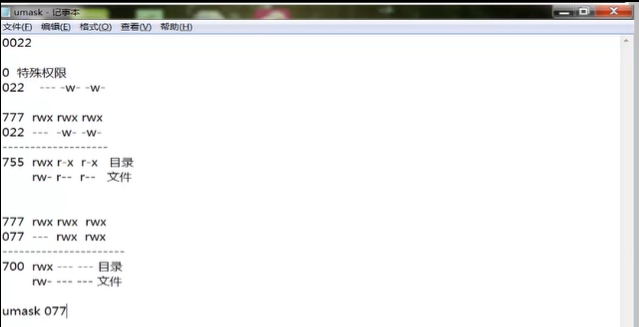 umask - 记事本
文件(F) 编辑(E) 格式(O) 查看(V) 帮助(H)
0022
0 特殊权限
022 --- -w- -w-
777 rwx rwx rwx
022 --- -w- -w-
--------------------
755 rwx r-x r-x 目录
rw- r-- r-- 文件
777 rwx rwx rwx
077 --- rwx rwx
-----------------------
700 rwx --- --- 目录
rw- --- --- 文件
umask 077